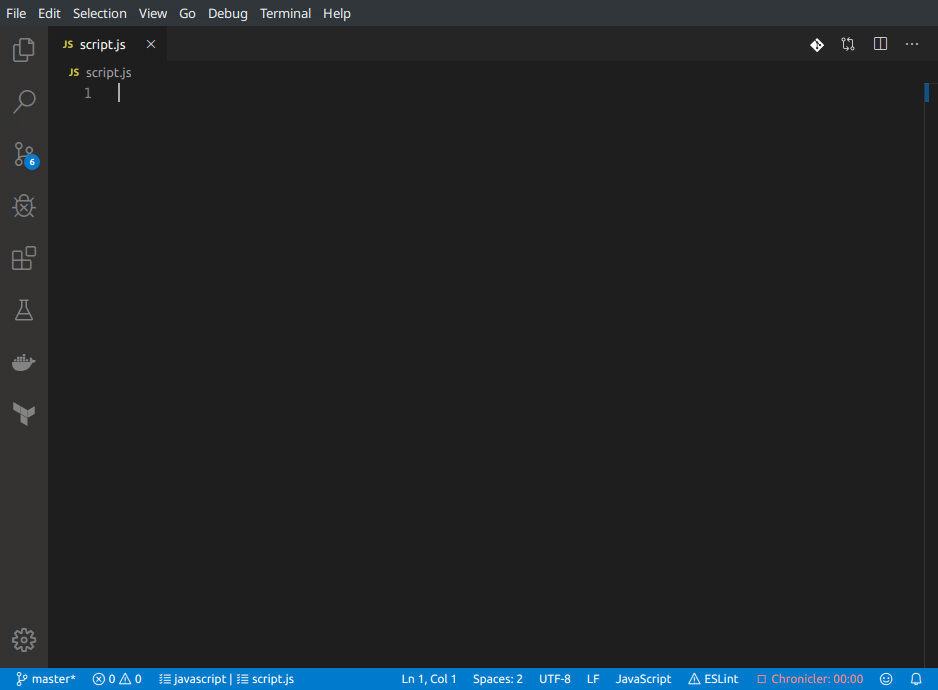 File Edit Selection View Go Debug Terminal Help
JS script.js
JS script.js
1
6
master* 0 0 javascript | script.js Ln 1, Col 1 Spaces: 2 UTF-8 LF JavaScript ESLint Chronicler: 00:00